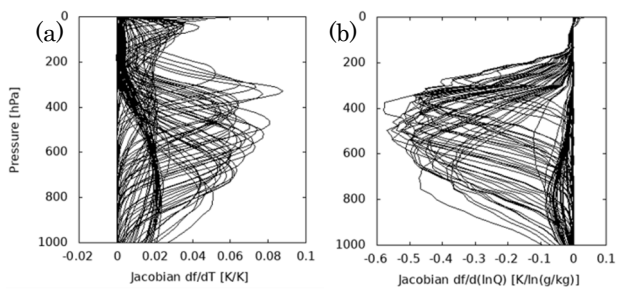 (a)
0
200
400
600
800
1000
Pressure [hPa]
-0.02 0 0.02 0.04 0.06 0.08 0.1
Jacobian df/dT [K/K]
(b)
0
200
400
600
800
1000
-0.6 -0.5 -0.4 -0.3 -0.2 -0.1 0 0.1
Jacobian df/d(lnQ) [K/ln(g/kg)]